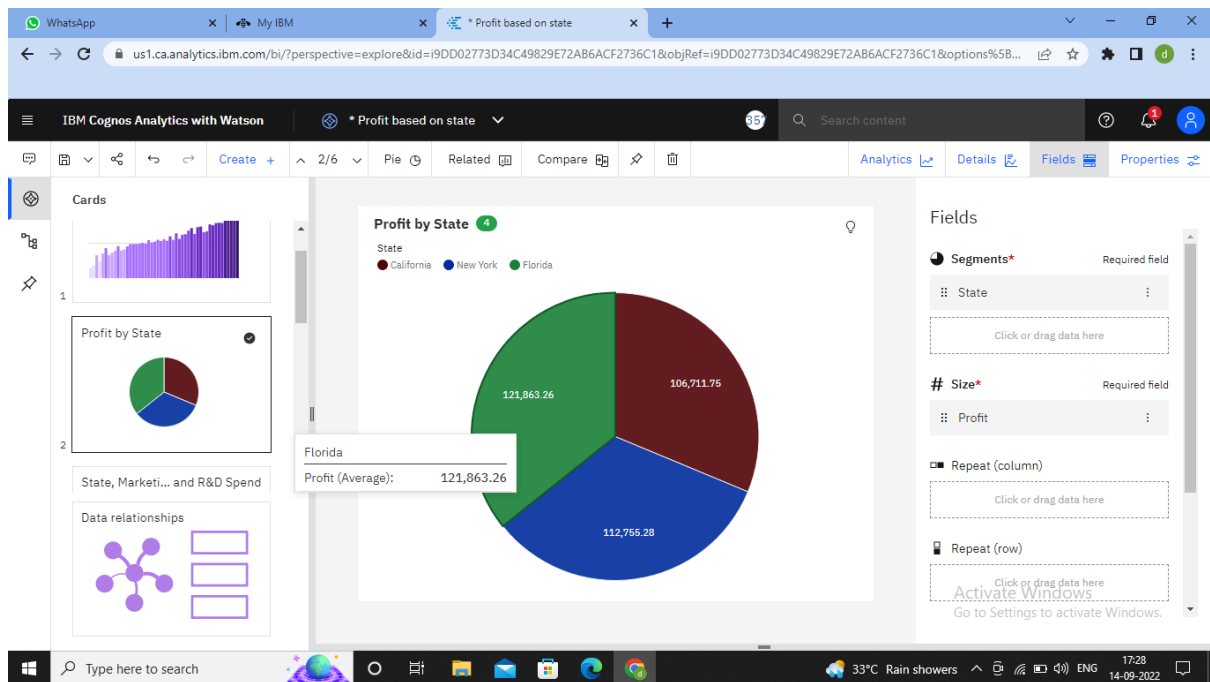 WhatsApp
My IBM
* Profit based on state
us1.ca.analytics.ibm.com/bi/?perspective=explore&id=i9DD02773D34C49829E72AB6ACF2736C1&objRef=i9DD02773D34C49829E72AB6ACF2736C1&options%5B...
d
IBM Cognos Analytics with Watson
* Profit based on state
35°
Search content
1
Create +
2/6
Pie
Related
Compare
Analytics
Details
Fields
Properties
Cards
1
Profit by State
2
State, Marketi... and R&D Spend
Data relationships
Profit by State 4
State
California New York Florida
121,863.26
106,711.75
112,755.28
Florida
Profit (Average): 121,863.26
Fields
Segments* Required field
State
Click or drag data here
# Size* Required field
Profit
Repeat (column)
Click or drag data here
Repeat (row)
Click or drag data here
Activate Windows
Go to Settings to activate Windows.
Type here to search
33°C Rain showers
ENG
17:28
14-09-2022